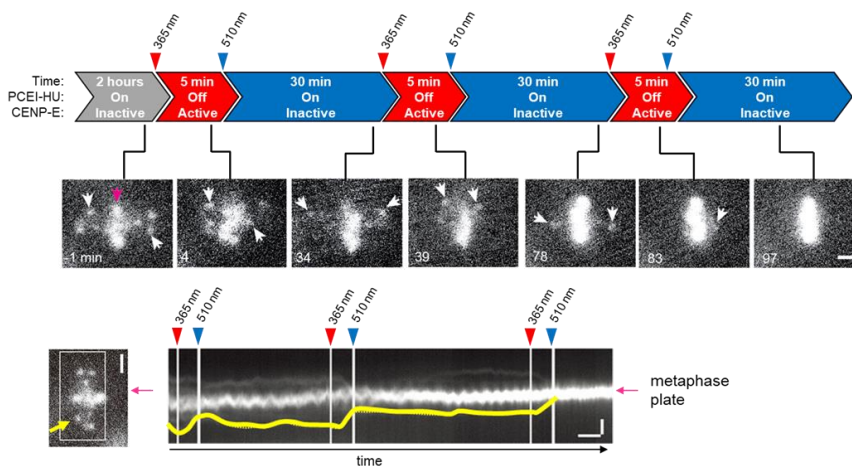 365 nm
510 nm
365 nm
510 nm
365 nm
510 nm
Time:
PCEI-HU:
CENP-E:
2 hours
On
Inactive
5 min
Off
Active
30 min
On
Inactive
5 min
Off
Active
30 min
On
Inactive
5 min
Off
Active
30 min
On
Inactive
-1 min
4
34
39
78
83
97
365 nm
510 nm
365 nm
510 nm
365 nm
510 nm
metaphase
plate
time